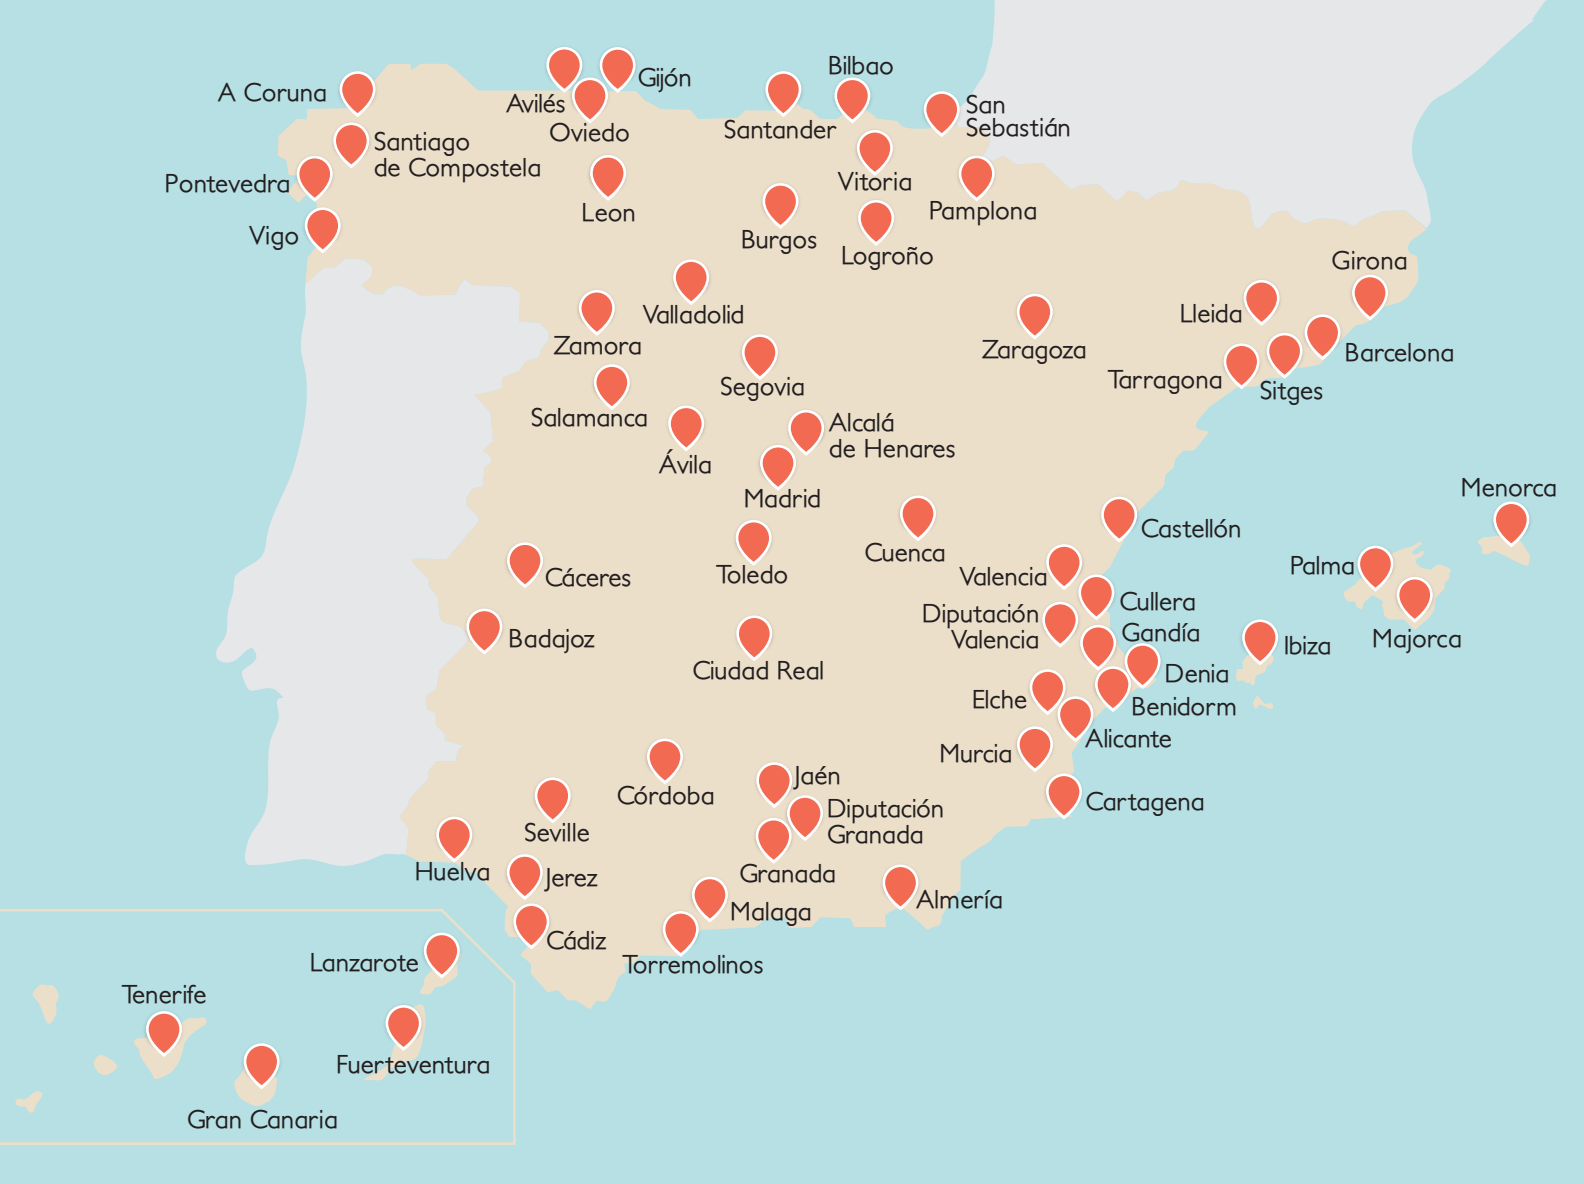 Bilbao
Gijón
A Coruna
Avilés
San
Sebastián
Oviedo
Santander
Santiago
de Compostela
Pontevedra
Vitoria
Leon
Pamplona
Vigo
Burgos
Logroño
Girona
Valladolid
Lleida
Zamora
Zaragoza
Barcelona
Segovia
Tarragona
Sitges
Salamanca
Alcalá
de Henares
Ávila
Madrid
Menorca
Castellón
Cuenca
Palma
Toledo
Valencia
Cáceres
Cullera
Diputación
Valencia
Gandía
Badajoz
Majorca
Ibiza
Ciudad Real
Denia
Elche
Benidorm
Alicante
Murcia
Jaén
Córdoba
Cartagena
Diputación
Granada
Seville
Huelva
Granada
Jerez
Almería
Malaga
Cádiz
Torremolinos
Lanzarote
Tenerife
Fuerteventura
Gran Canaria